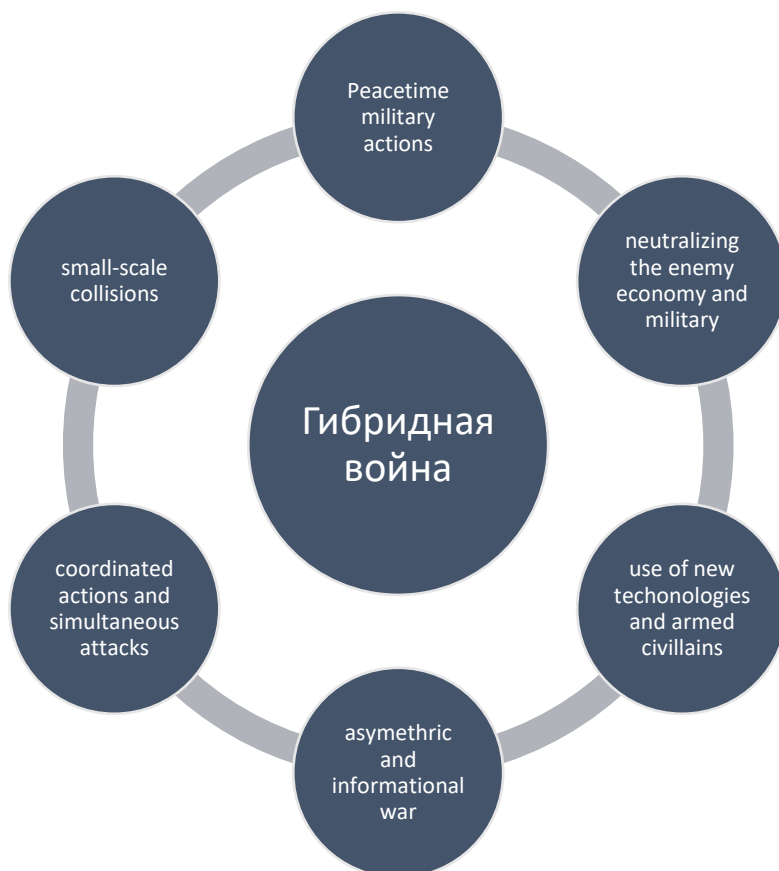 Peacetime
military
actions
neutralizing
the enemy
economy and
military
use of new
techonologies
and armed
civillains
asymethric
and
informational
war
coordinated
actions and
simultaneous
attacks
small-scale
collisions
Гибридная
война